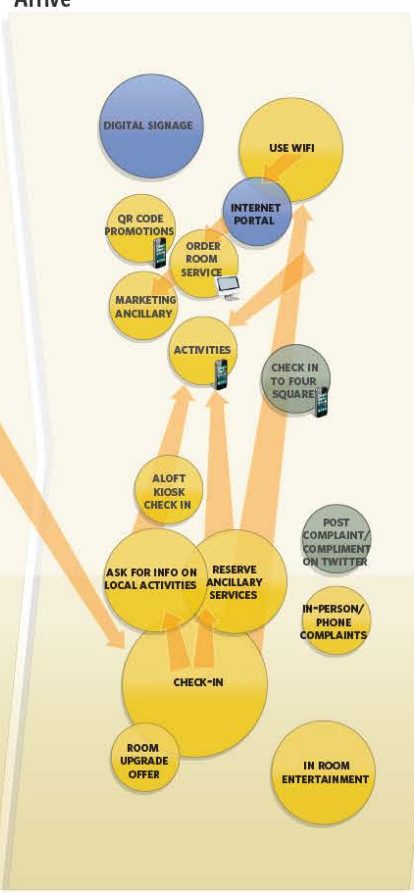 Arrive
DIGITAL SIGNAGE
USE WIFI
INTERNET
PORTAL
QR CODE
PROMOTIONS
ORDER
ROOM
SERVICE
MARKETING
ANCILLARY
ACTIVITIES
CHECK IN
TO FOUR
SQUARE
ALOFT
KIOSK
CHECK IN
POST
COMPLAINT/
COMPLIMENT
ON TWITTER
ASK FOR INFO ON
LOCAL ACTIVITIES
RESERVE
ANCILLARY
SERVICES
IN-PERSON/
PHONE
COMPLAINTS
CHECK-IN
ROOM
UPGRADE
OFFER
IN ROOM
ENTERTAINMENT